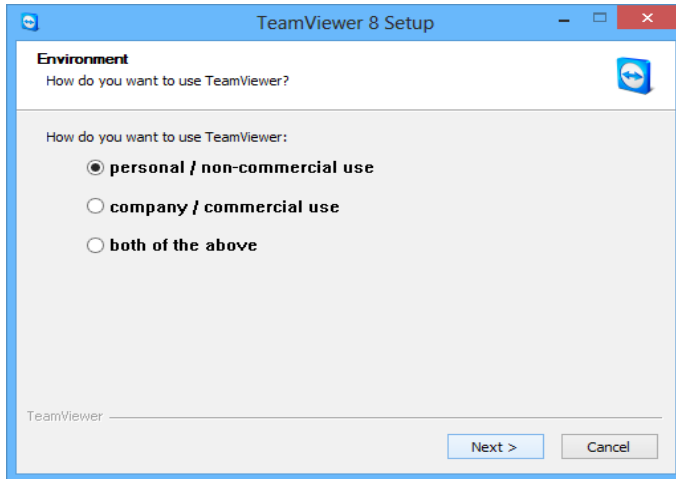 TeamViewer 8 Setup
Environment
How do you want to use TeamViewer?
How do you want to use TeamViewer:
personal / non-commercial use
company / commercial use
both of the above
TeamViewer
Next >
Cancel